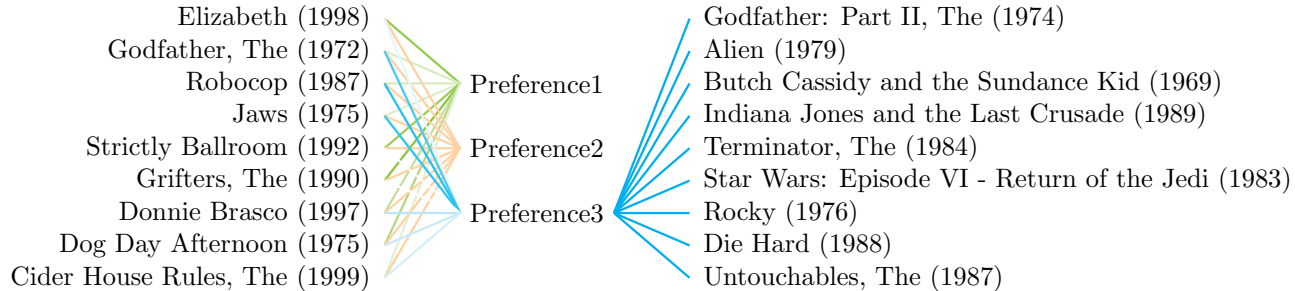 Elizabeth (1998)
Godfather, The (1972)
Robocop (1987)
Jaws (1975)
Strictly Ballroom (1992)
Grifters, The (1990)
Donnie Brasco (1997)
Dog Day Afternoon (1975)
Cider House Rules, The (1999)
Preference1
Preference2
Preference3
Godfather: Part II, The (1974)
Alien (1979)
Butch Cassidy and the Sundance Kid (1969)
Indiana Jones and the Last Crusade (1989)
Terminator, The (1984)
Star Wars: Episode VI - Return of the Jedi (1983)
Rocky (1976)
Die Hard (1988)
Untouchables, The (1987)